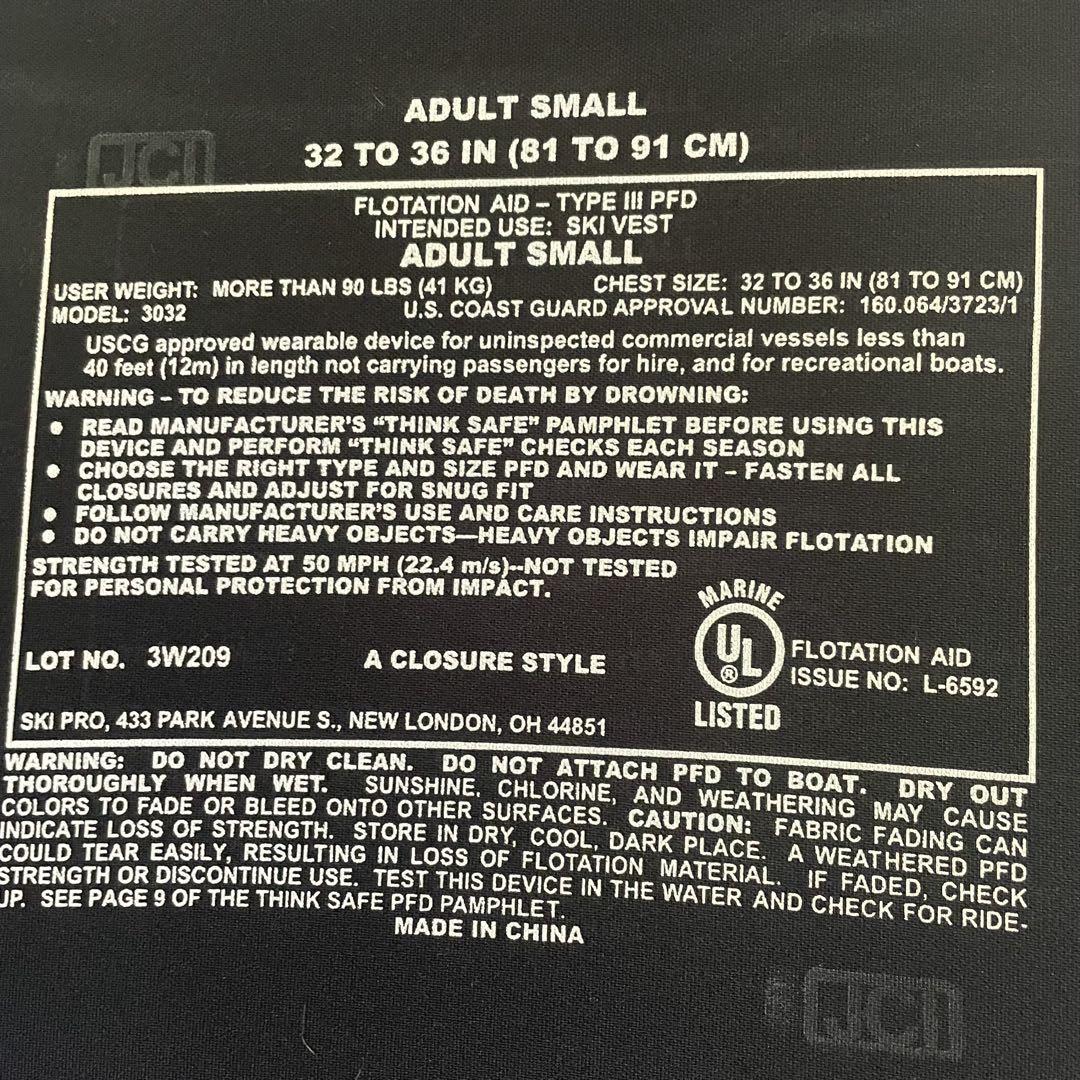 ADULT SMALL
32 TO 36 IN (81 TO 91 CM)
JCI
FLOTATION AID – TYPE III PFD
INTENDED USE: SKI VEST
ADULT SMALL
USER WEIGHT: MORE THAN 90 LBS (41 KG) CHEST SIZE: 32 TO 36 IN (81 TO 91 CM)
MODEL: 3032 U.S. COAST GUARD APPROVAL NUMBER: 160.064/3723/1
USCG approved wearable device for uninspected commercial vessels less than
40 feet (12m) in length not carrying passengers for hire, and for recreational boats.
WARNING – TO REDUCE THE RISK OF DEATH BY DROWNING:
• READ MANUFACTURER'S "THINK SAFE" PAMPHLET BEFORE USING THIS
DEVICE AND PERFORM "THINK SAFE" CHECKS EACH SEASON
• CHOOSE THE RIGHT TYPE AND SIZE PFD AND WEAR IT – FASTEN ALL
CLOSURES AND ADJUST FOR SNUG FIT
• FOLLOW MANUFACTURER'S USE AND CARE INSTRUCTIONS
• DO NOT CARRY HEAVY OBJECTS—HEAVY OBJECTS IMPAIR FLOTATION
STRENGTH TESTED AT 50 MPH (22.4 m/s)--NOT TESTED
FOR PERSONAL PROTECTION FROM IMPACT.
MARINE
UL ®
LISTED
FLOTATION AID
ISSUE NO: L-6592
LOT NO. 3W209 A CLOSURE STYLE
SKI PRO, 433 PARK AVENUE S., NEW LONDON, OH 44851
WARNING: DO NOT DRY CLEAN. DO NOT ATTACH PFD TO BOAT. DRY OUT
THOROUGHLY WHEN WET. SUNSHINE, CHLORINE, AND WEATHERING MAY CAUSE
COLORS TO FADE OR BLEED ONTO OTHER SURFACES. CAUTION: FABRIC FADING CAN
INDICATE LOSS OF STRENGTH. STORE IN DRY, COOL, DARK PLACE. A WEATHERED PFD
COULD TEAR EASILY, RESULTING IN LOSS OF FLOTATION MATERIAL. IF FADED, CHECK
STRENGTH OR DISCONTINUE USE. TEST THIS DEVICE IN THE WATER AND CHECK FOR RIDE-
UP. SEE PAGE 9 OF THE THINK SAFE PFD PAMPHLET.
MADE IN CHINA
JCI